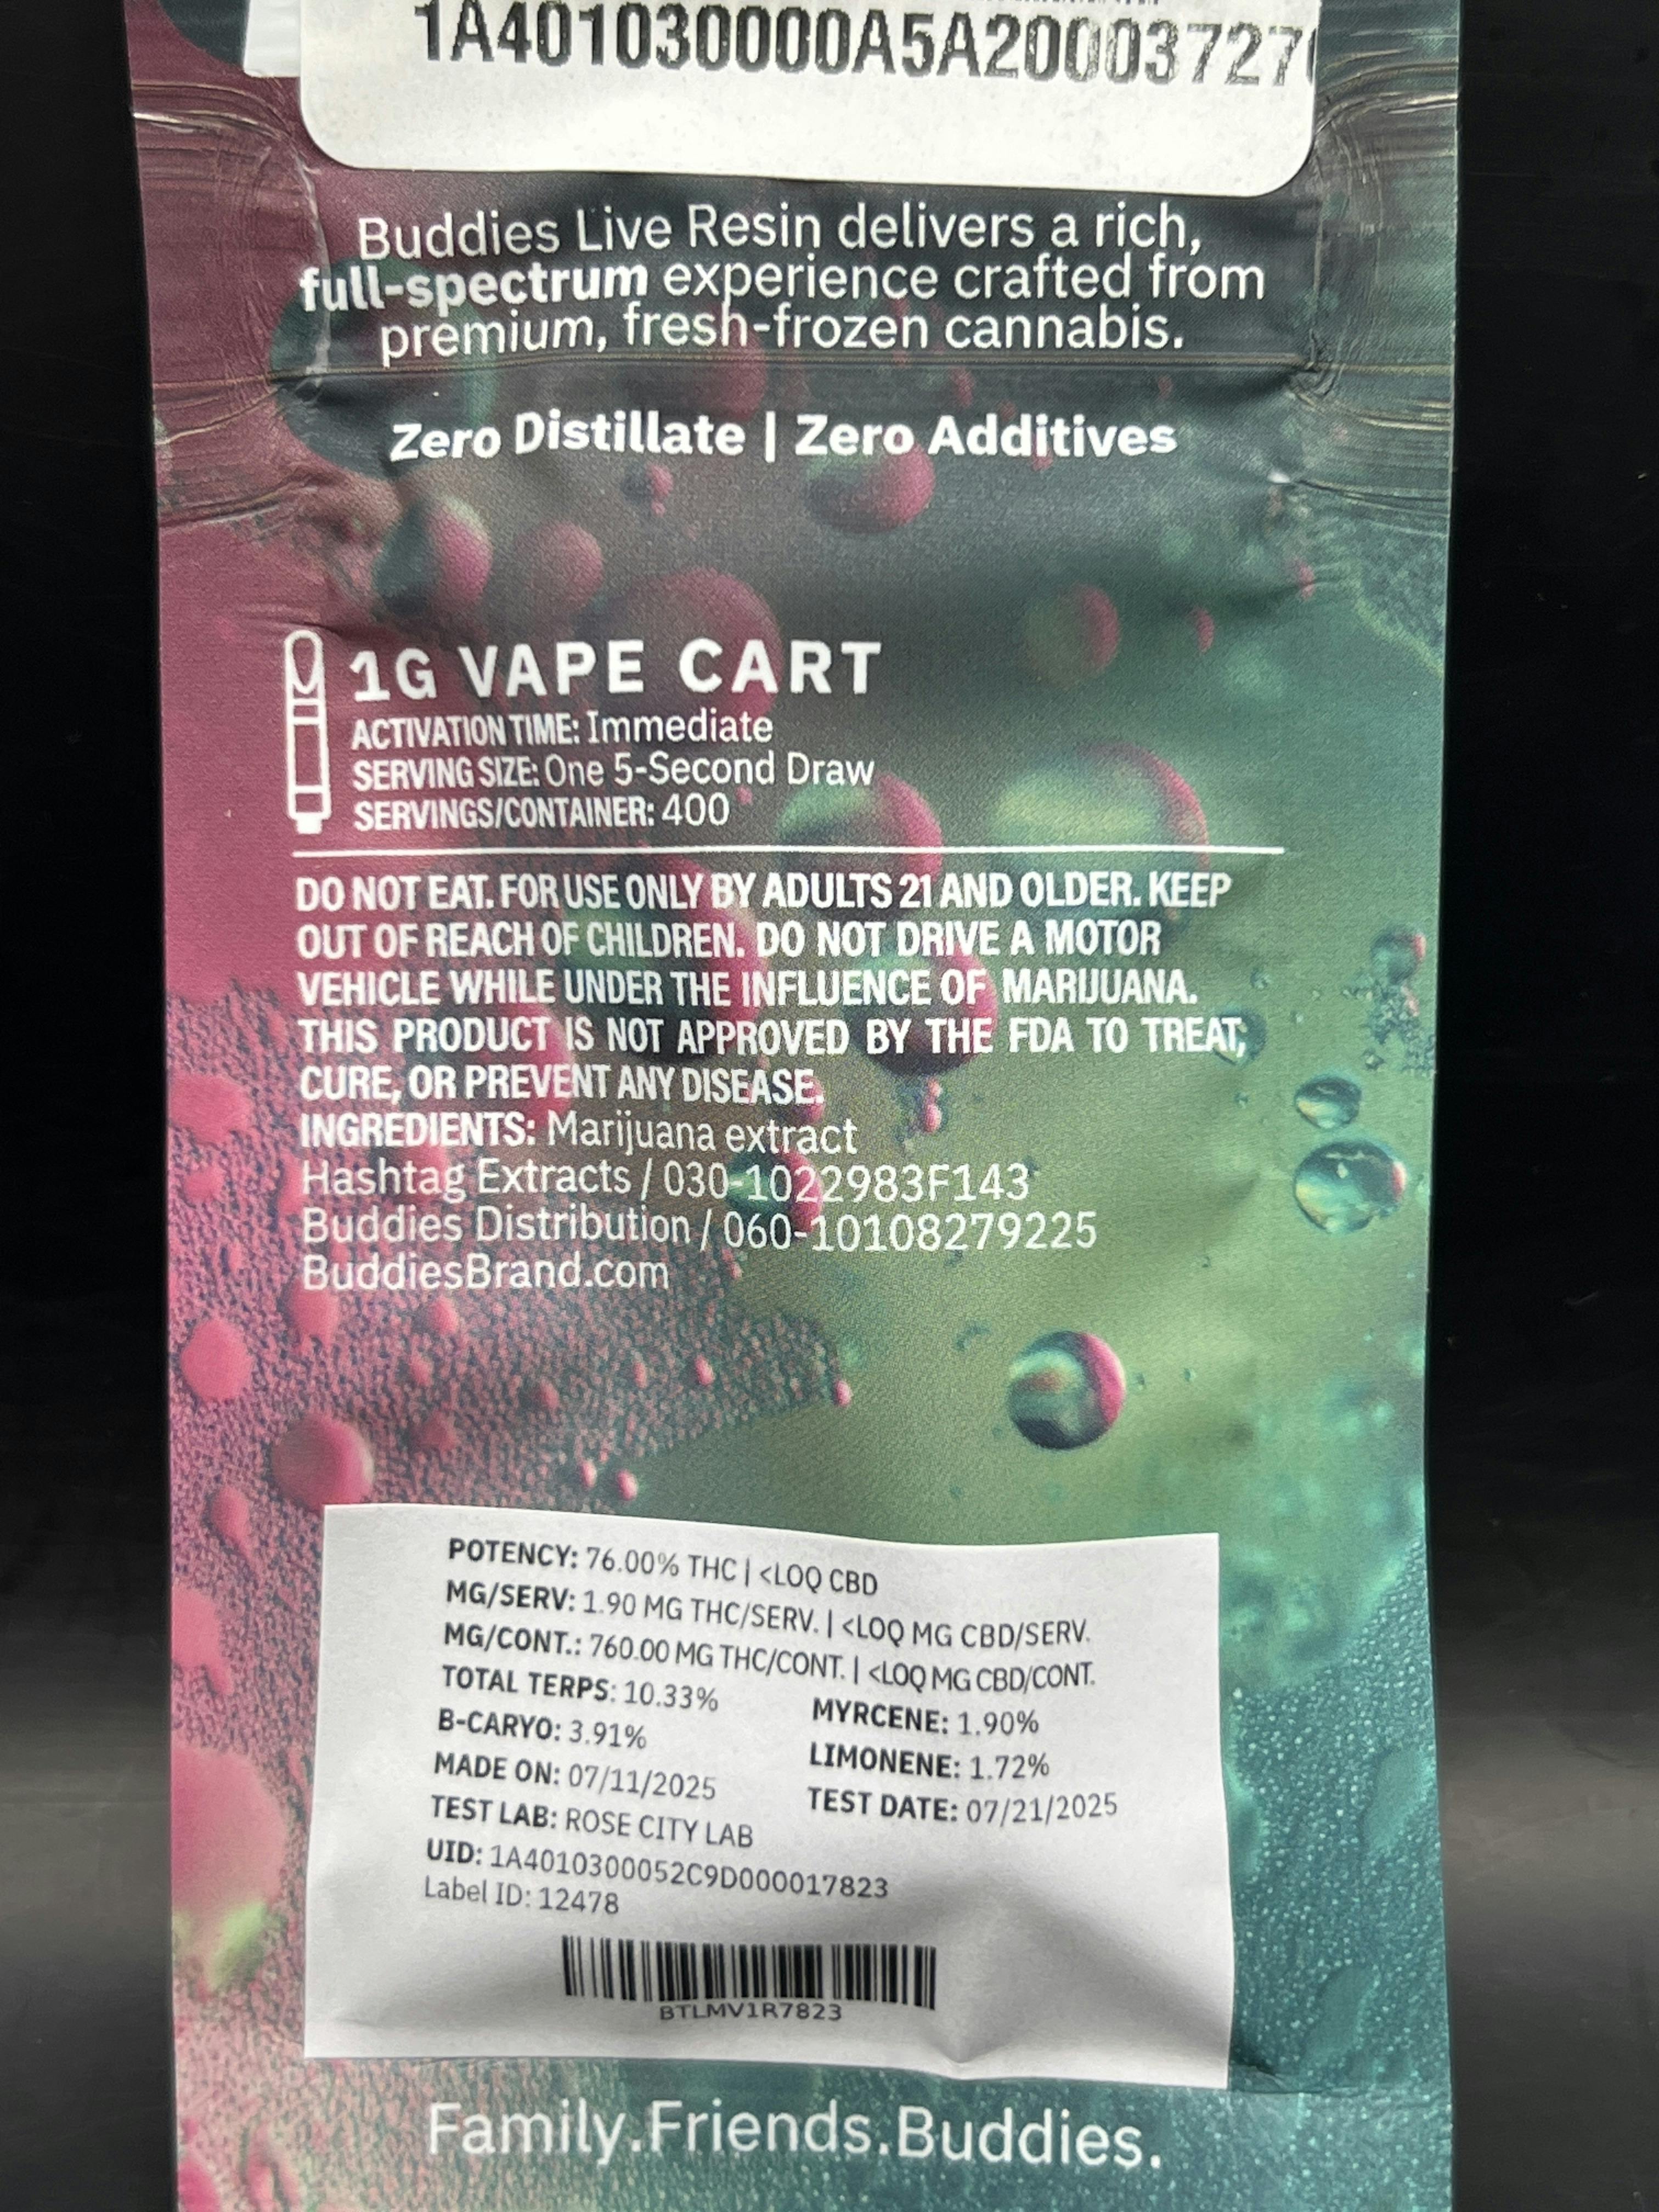 1A401030000A5A20003727
Buddies Live Resin delivers a rich,
full-spectrum experience crafted from
premium, fresh-frozen cannabis.
Zero Distillate | Zero Additives
1G VAPE CART
ACTIVATION TIME: Immediate
SERVING SIZE: One 5-Second Draw
SERVINGS/CONTAINER: 400
DO NOT EAT. FOR USE ONLY BY ADULTS 21 AND OLDER. KEEP
OUT OF REACH OF CHILDREN. DO NOT DRIVE A MOTOR
VEHICLE WHILE UNDER THE INFLUENCE OF MARIJUANA.
THIS PRODUCT IS NOT APPROVED BY THE FDA TO TREAT,
CURE, OR PREVENT ANY DISEASE.
INGREDIENTS: Marijuana extract
Hashtag Extracts / 030-1022983F143
Buddies Distribution / 060-10108279225
BuddiesBrand.com
POTENCY: 76.00% THC | <LOQ CBD
MG/SERV: 1.90 MG THC/SERV. | <LOQ MG CBD/SERV.
MG/CONT.: 760.00 MG THC/CONT. | <LOQ MG CBD/CONT.
TOTAL TERPS: 10.33% MYRCENE: 1.90%
B-CARYO: 3.91% LIMONENE: 1.72%
MADE ON: 07/11/2025 TEST DATE: 07/21/2025
TEST LAB: ROSE CITY LAB
UID: 1A4010300052C9D000017823
Label ID: 12478
BTLMV1R7823
Family.Friends.Buddies.